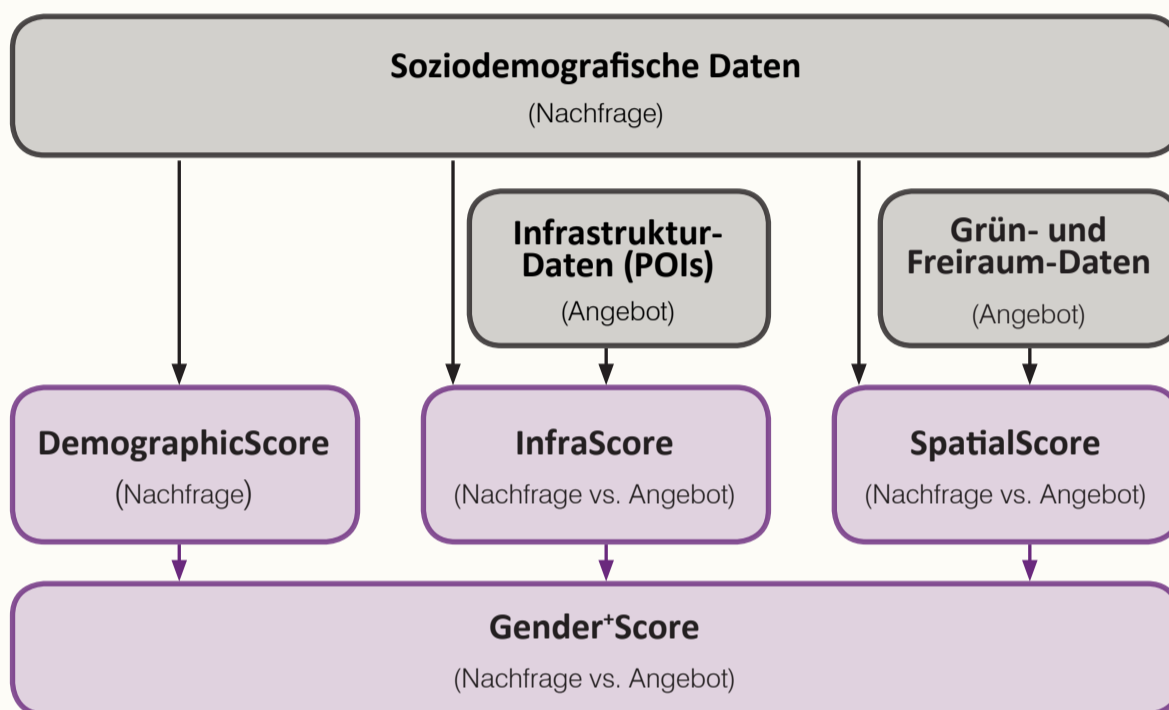 Soziodemografische Daten
(Nachfrage)
Infrastruktur-
Daten (POIs)
(Angebot)
Grün- und
Freiraum-Daten
(Angebot)
DemographicScore
(Nachfrage)
InfraScore
(Nachfrage vs. Angebot)
SpatialScore
(Nachfrage vs. Angebot)
Gender⁺Score
(Nachfrage vs. Angebot)